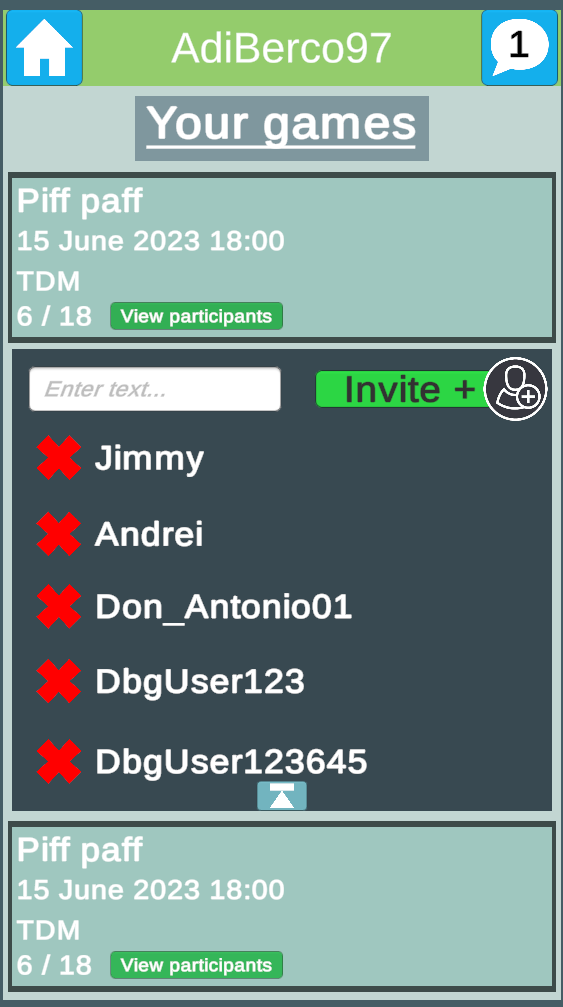 AdiBerco97
1
Your games
Piff paff
15 June 2023 18:00
TDM
6 / 18 View participants
Enter text... Invite +
Jimmy
Andrei
Don_Antonio01
DbgUser123
DbgUser123645
Piff paff
15 June 2023 18:00
TDM
6 / 18 View participants